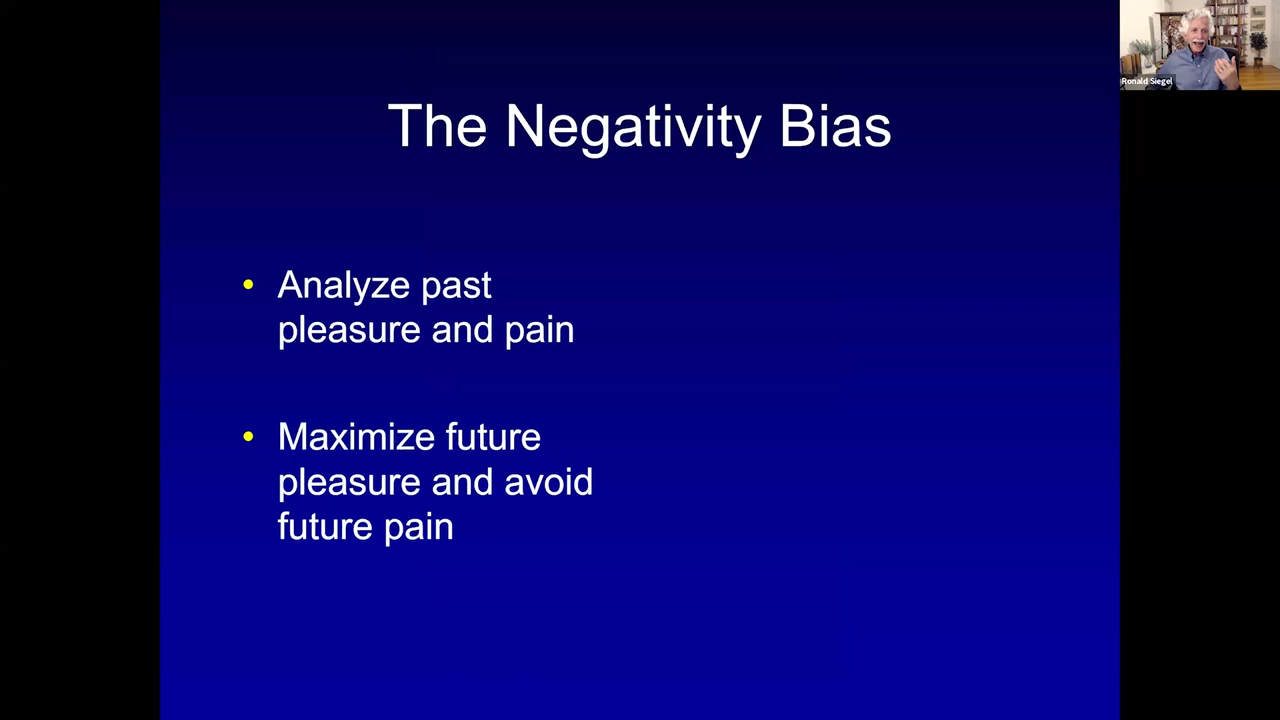 The Negativity Bias
• Analyze past
pleasure and pain
• Maximize future
pleasure and avoid
future pain
Ronald Siegel